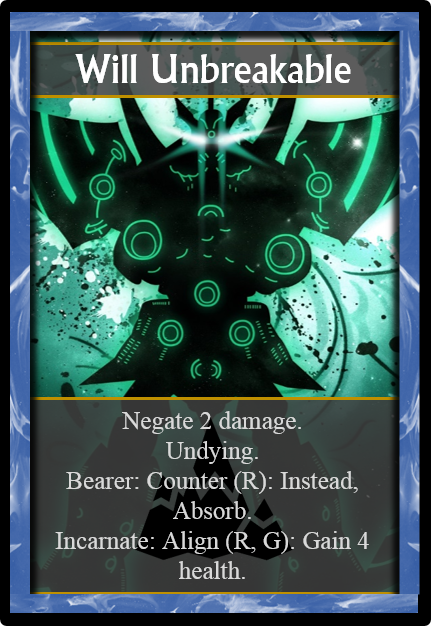 Will Unbreakable
Negate 2 damage.
Undying.
Bearer: Counter (R): Instead,
Absorb.
Incarnate: Align (R, G): Gain 4
health.